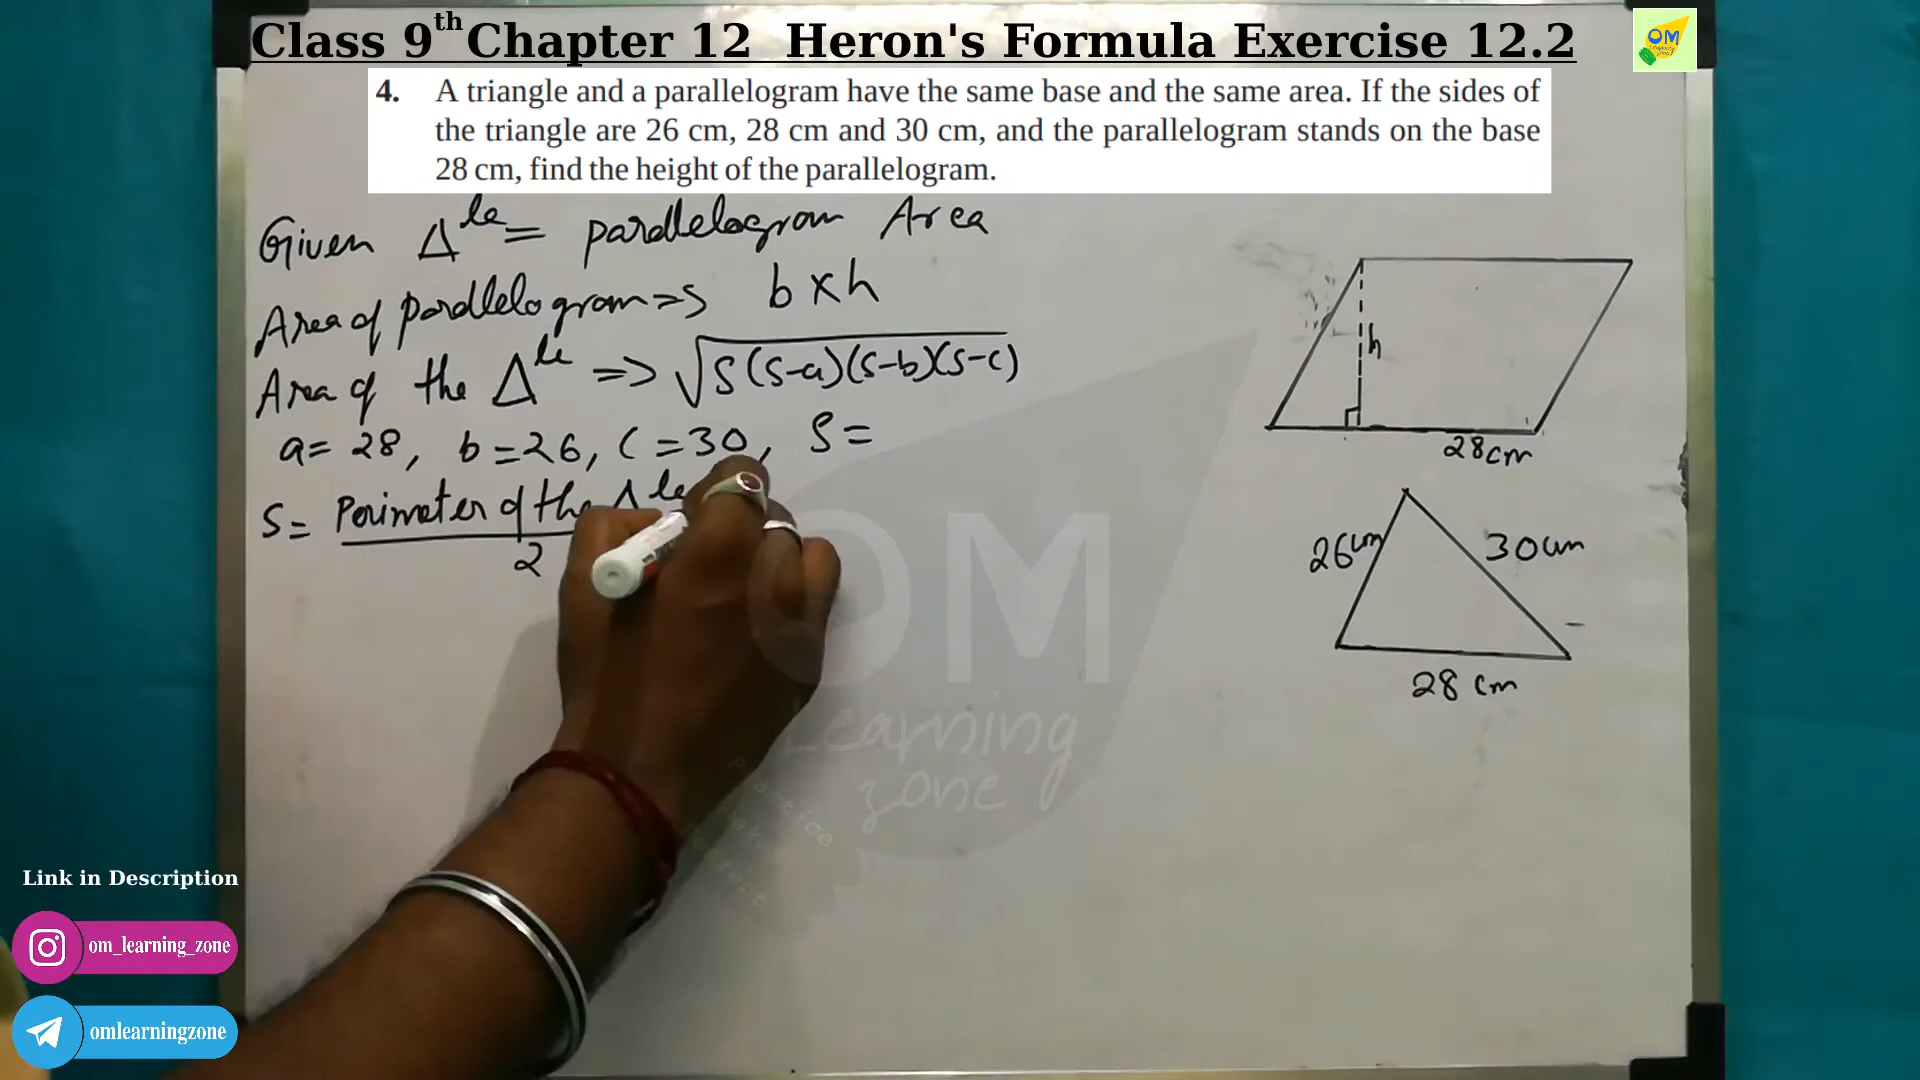 Class 9th Chapter 12 Heron's Formula Exercise 12.2
OM
Learning
zone
4. A triangle and a parallelogram have the same base and the same area. If the sides of
the triangle are 26 cm, 28 cm and 30 cm, and the parallelogram stands on the base
28 cm, find the height of the parallelogram.
Given Δle = parallelogram Area
Area of parallelogram => b×h
Area of the Δle => √S(S-a)(S-b)(S-c)
a= 28, b=26, C=30, S=
S= Perimeter of the Δle
2
h
28cm
26cm
30cm
28 cm
OM
Learning
zone
Link in Description
om_learning_zone
omlearningzone